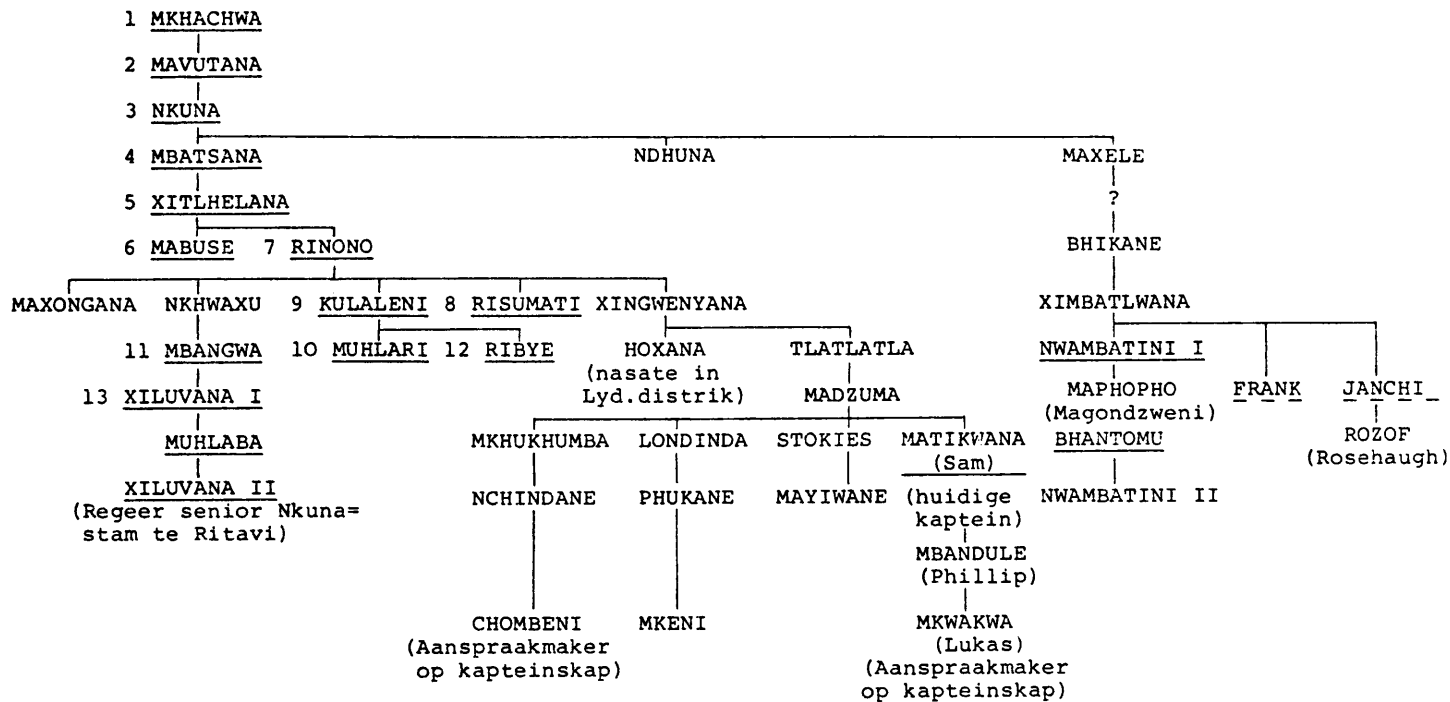 1 MKHACHWA
2 MAVUTANA
3 NKUNA
4 MBATSANA NDHUNA MAXELE
5 XITLHELANA ?
6 MABUSE 7 RINONO BHIKANE
MAXONGANA NKHWAXU 9 KULALENI 8 RISUMATI XINGWENYANA XIMBATLWANA
11 MBANGWA 10 MUHLARI 12 RIBYE HOXANA TLATLATLA NWAMBATINI I
(nasate in
13 XILUVANA I Lyd.distrik) MADZUMA MAPHOPHO FRANK JANCHI
(Magondzweni)
MUHLABA MKHUKHUMBA LONDINDA STOKIES MATIKWANA BHANTOMU ROZOF
(Sam) (Rosehaugh)
XILUVANA II NCHINDANE PHUKANE MAYIWANE (huidige NWAMBATINI II
(Regeer senior Nkuna= kaptein)
stam te Ritavi)
MBANDULE
(Phillip)
CHOMBENI MKENI MKWAKWA
(Aanspraakmaker (Lukas)
op kapteinskap) (Aanspraakmaker
op kapteinskap)